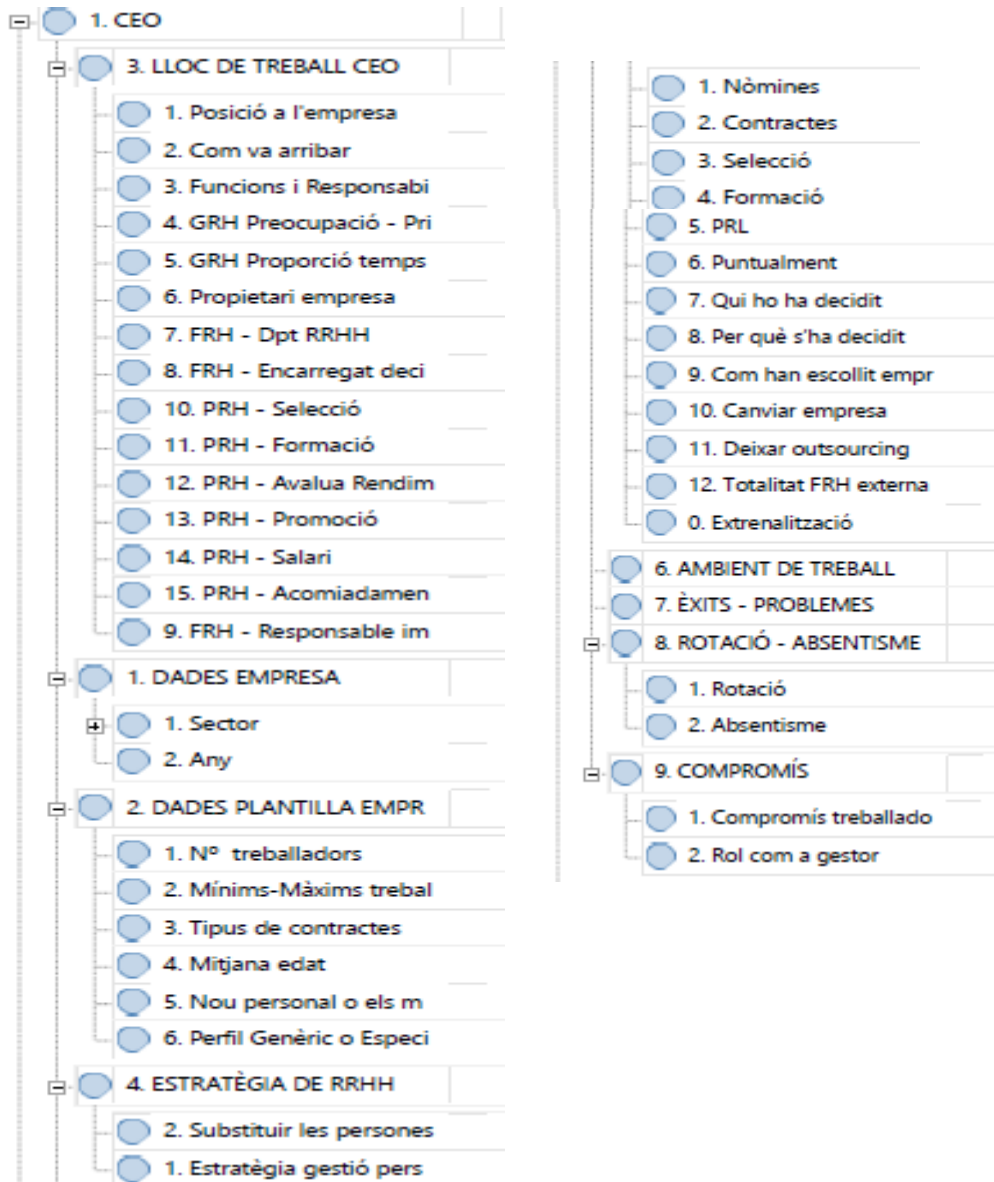 1. CEO
3. LLOC DE TREBALL CEO
1. Posició a l'empresa
2. Com va arribar
3. Funcions i Responsabi
4. GRH Preocupació - Pri
5. GRH Proporció temps
6. Propietari empresa
7. FRH - Dpt RRHH
8. FRH - Encarregat deci
10. PRH - Selecció
11. PRH - Formació
12. PRH - Avalua Rendim
13. PRH - Promoció
14. PRH - Salari
15. PRH - Acomiadamen
9. FRH - Responsable im
1. DADES EMPRESA
1. Sector
2. Any
2. DADES PLANTILLA EMPR
1. Nº treballadors
2. Mínims-Màxims trebal
3. Tipus de contractes
4. Mitjana edat
5. Nou personal o els m
6. Perfil Genèric o Especi
4. ESTRATÈGIA DE RRHH
2. Substituir les persones
1. Estratègia gestió pers
1. Nòmines
2. Contractes
3. Selecció
4. Formació
5. PRL
6. Puntualment
7. Qui ho ha decidit
8. Per què s'ha decidit
9. Com han escollit empr
10. Canviar empresa
11. Deixar outsourcing
12. Totalitat FRH externa
0. Extrenalització
6. AMBIENT DE TREBALL
7. ÈXITS - PROBLEMES
8. ROTACIÓ - ABSENTISME
1. Rotació
2. Absentisme
9. COMPROMÍS
1. Compromís treballado
2. Rol com a gestor